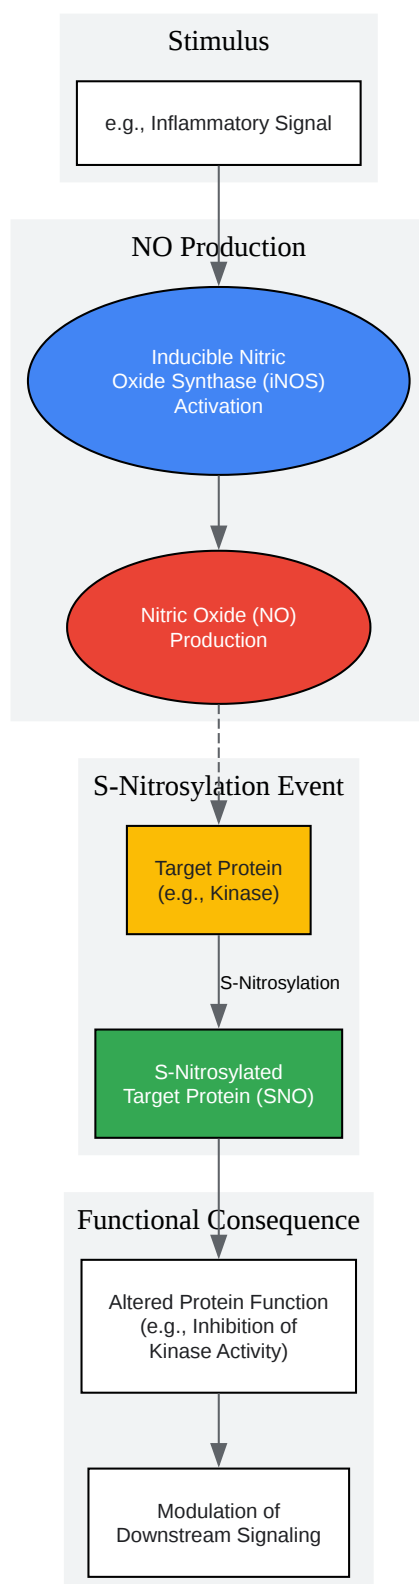 Stimulus
e.g., Inflammatory Signal
NO Production
Inducible Nitric
Oxide Synthase (iNOS)
Activation
Nitric Oxide (NO)
Production
S-Nitrosylation Event
Target Protein
(e.g., Kinase)
S-Nitrosylation
S-Nitrosylated
Target Protein (SNO)
Functional Consequence
Altered Protein Function
(e.g., Inhibition of
Kinase Activity)
Modulation of
Downstream Signaling